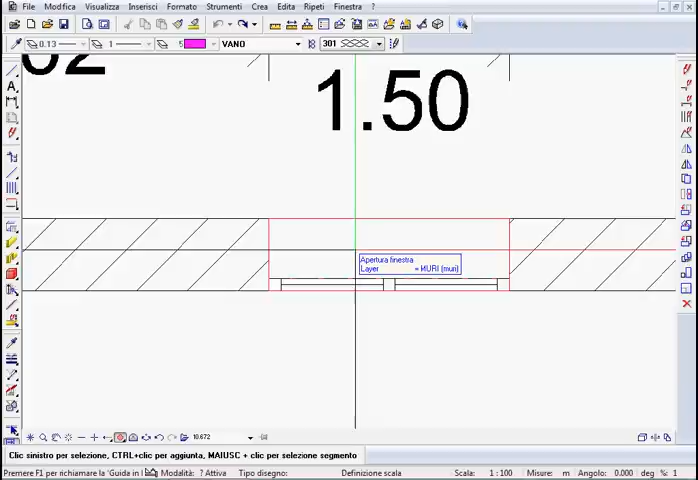 File Modifica Visualizza Inserisci Formato Strumenti Crea Edita Ripeti Finestra ?
0.13 1 5 VANO 301
1.50
Apertura finestra
Layer = MURI (muri)
10.672
Clic sinistro per selezione, CTRL+clic per aggiunta, MAIUSC + clic per selezione segmento
Premere F1 per richiamare la 'Guida in l Modalità: ? Attiva Tipo disegno: Definizione scala Scala: 1 : 100 Misure: m Angolo: 0.000 deg %: 1